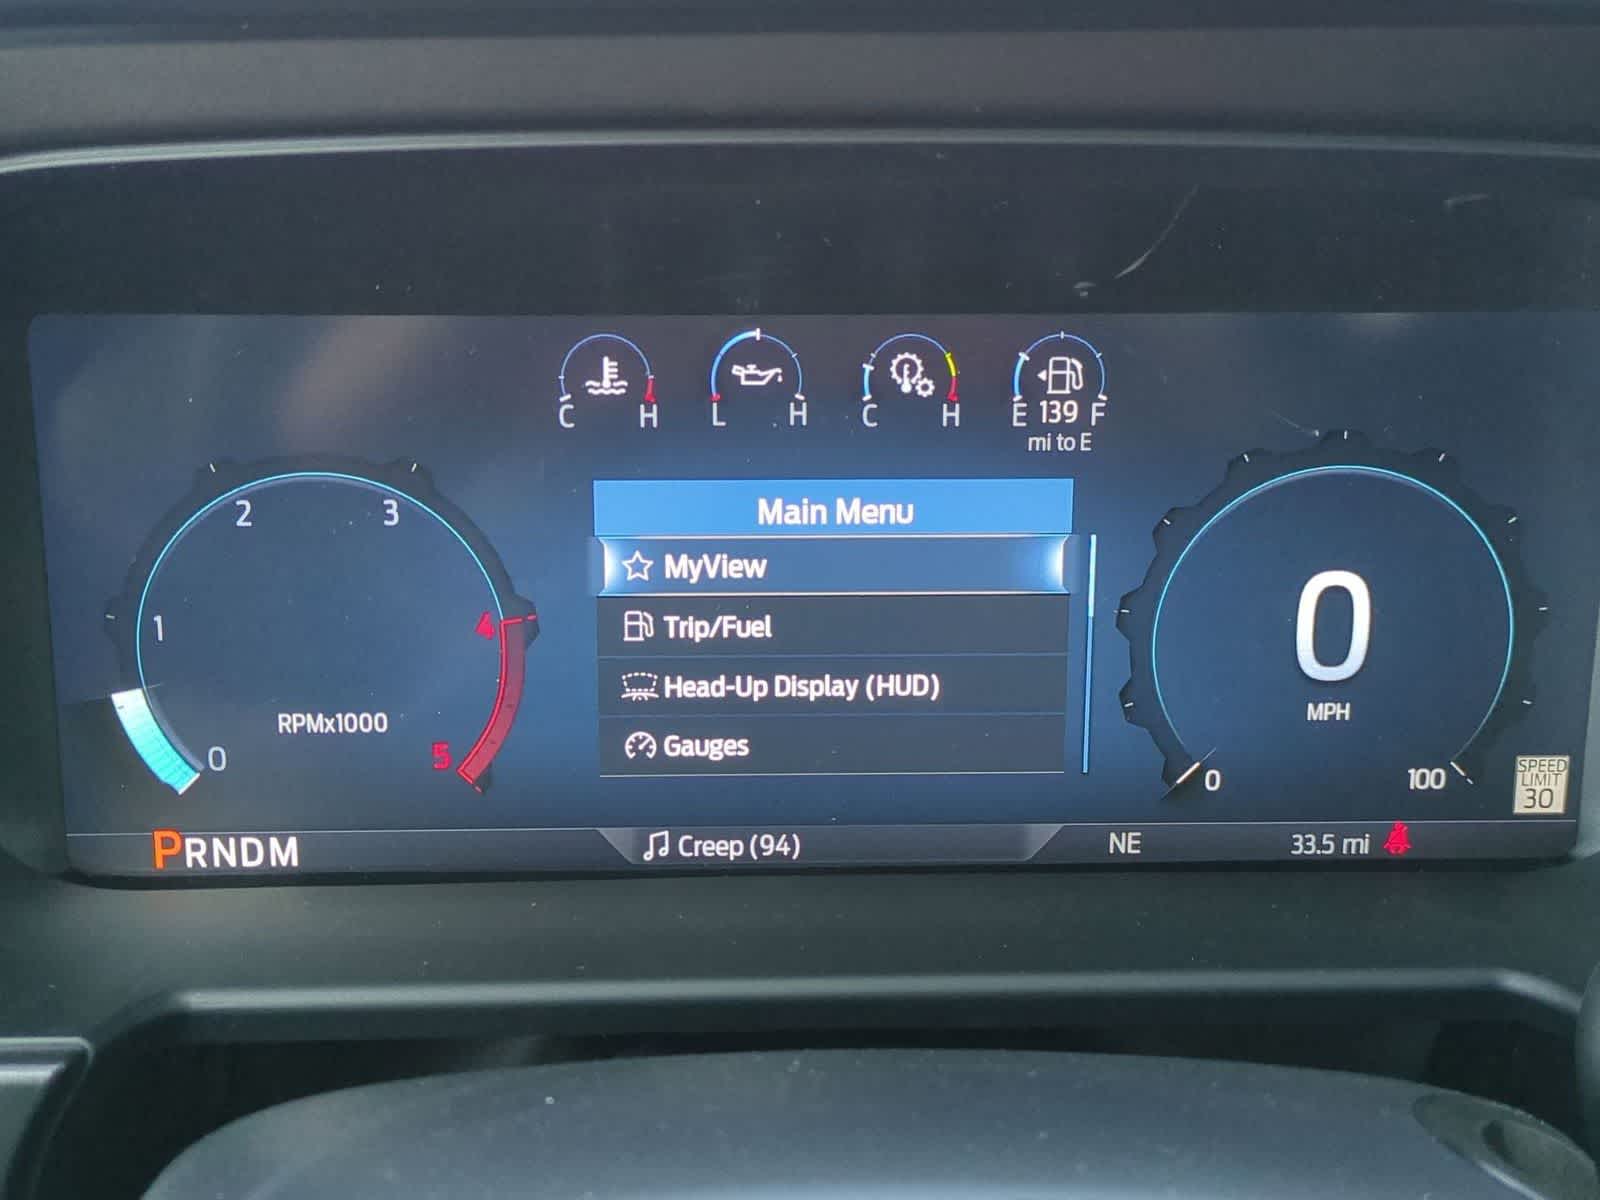 C H L H C H E 139 F
mi to E
2 3
1 4
RPMx1000
0 5
Main Menu
MyView
Trip/Fuel
Head-Up Display (HUD)
Gauges
0
MPH
0 100
SPEED
LIMIT
30
PRNDM
Creep (94)
NE
33.5 mi